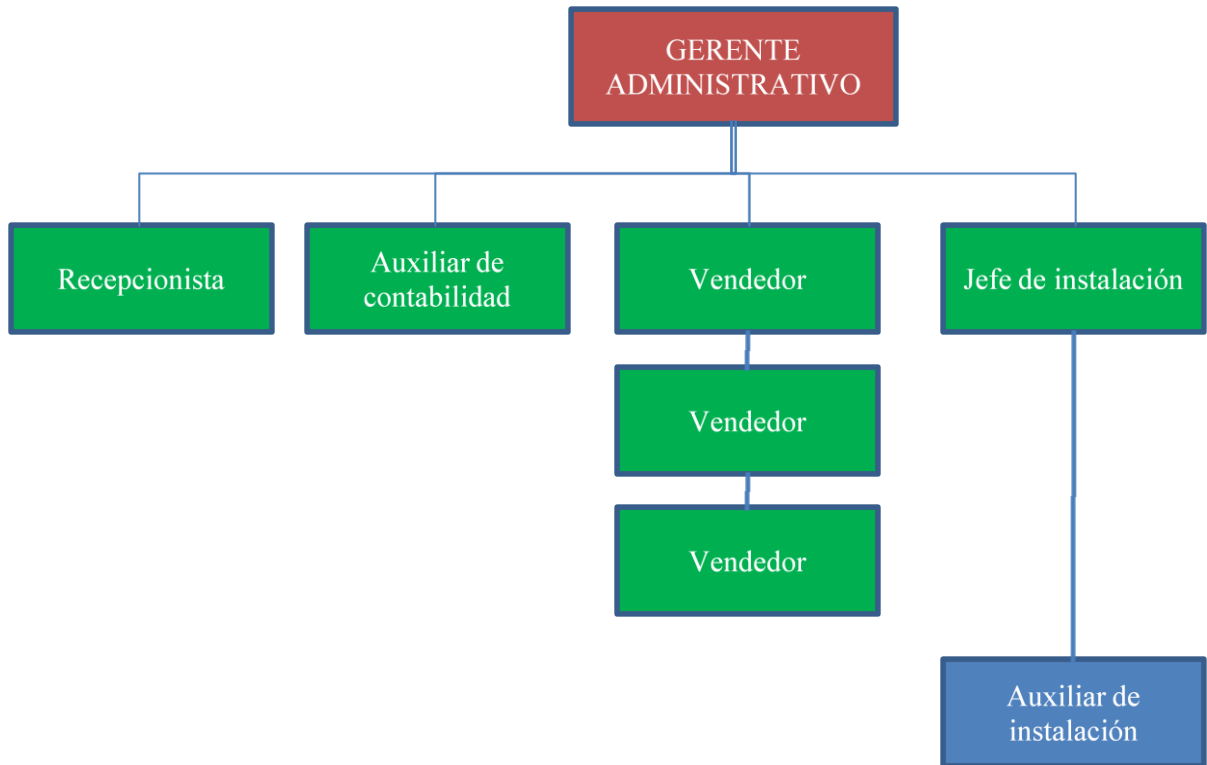 GERENTE
ADMINISTRATIVO
Recepcionista
Auxiliar de
contabilidad
Vendedor
Jefe de instalación
Vendedor
Vendedor
Auxiliar de
instalación